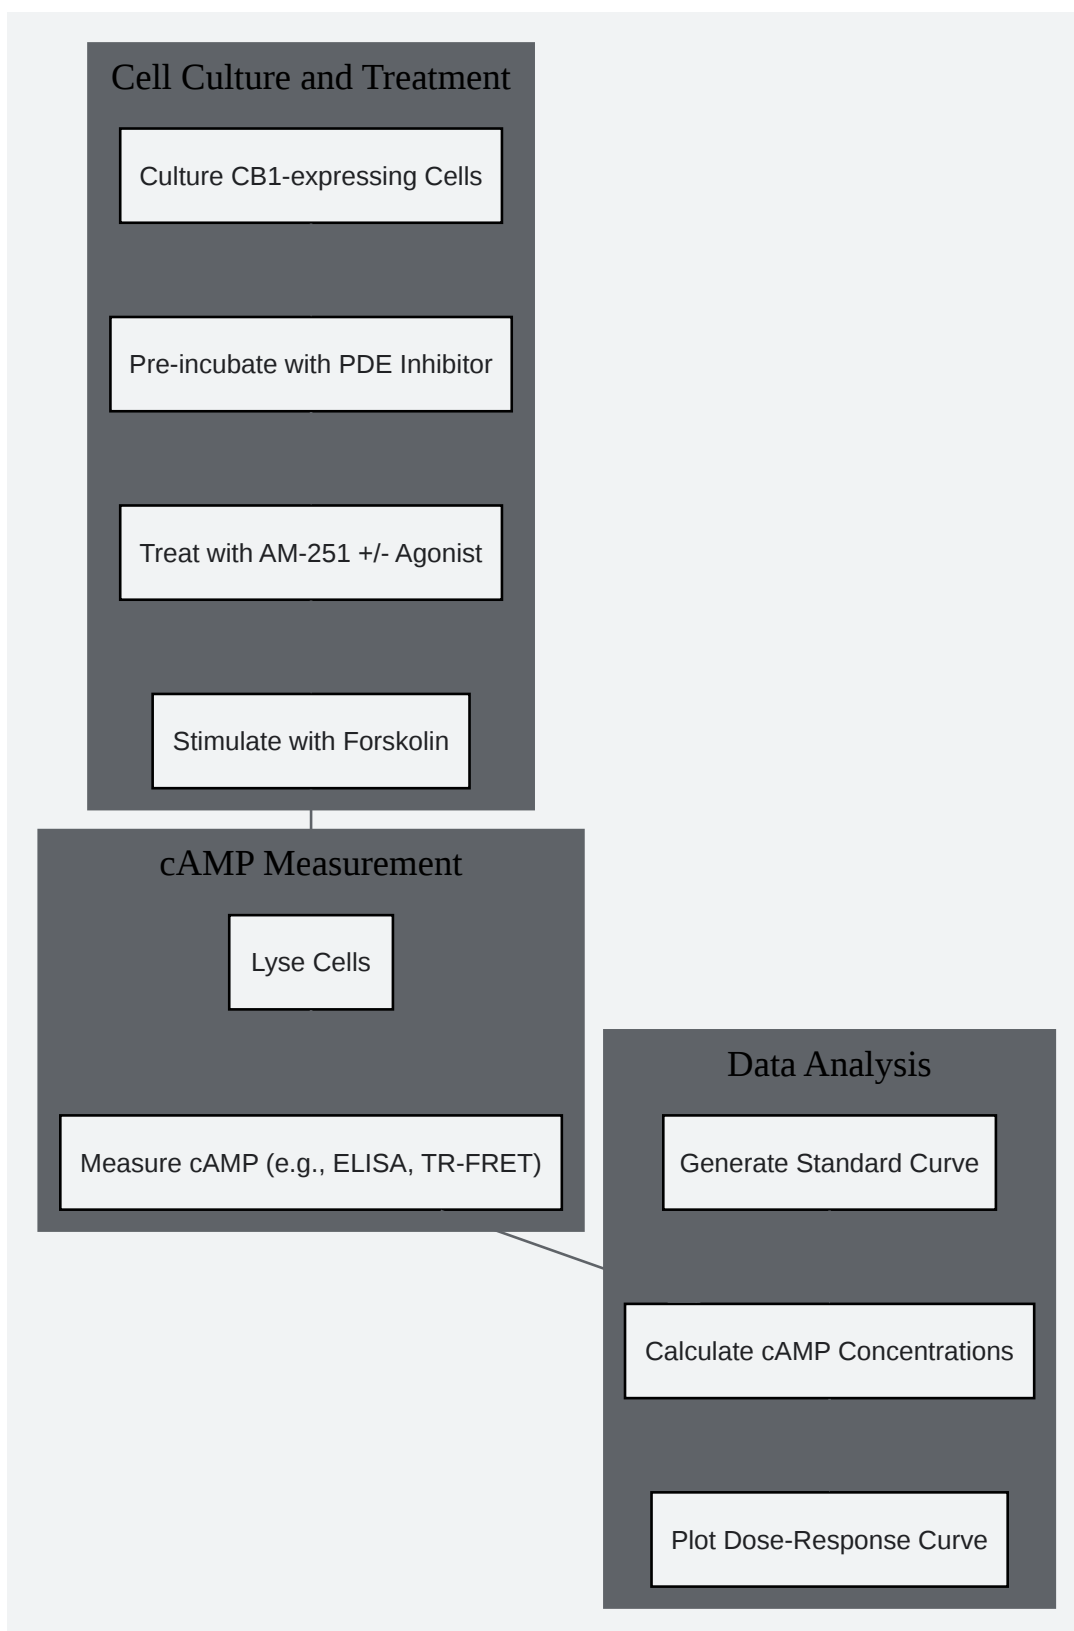 Cell Culture and Treatment
Culture CB1-expressing Cells
Pre-incubate with PDE Inhibitor
Treat with AM-251 +/- Agonist
Stimulate with Forskolin
cAMP Measurement
Lyse Cells
Measure cAMP (e.g., ELISA, TR-FRET)
Data Analysis
Generate Standard Curve
Calculate cAMP Concentrations
Plot Dose-Response Curve